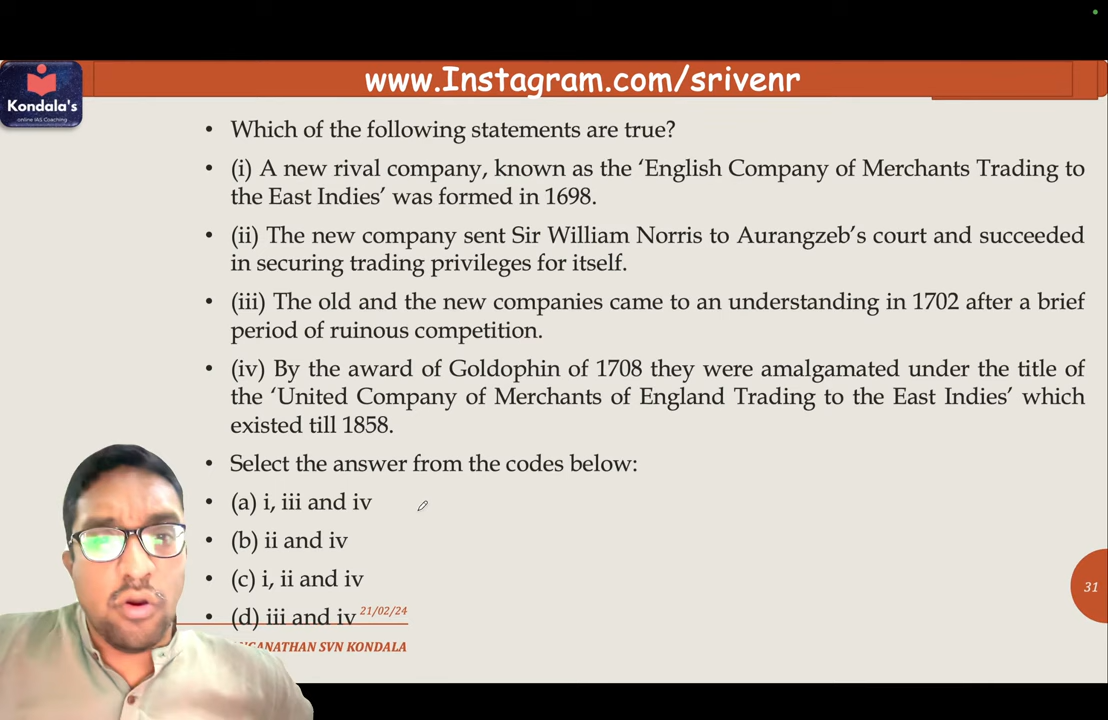 www.Instagram.com/srivenr
Kondala's
online IAS Coaching
• Which of the following statements are true?
• (i) A new rival company, known as the ‘English Company of Merchants Trading to
the East Indies’ was formed in 1698.
• (ii) The new company sent Sir William Norris to Aurangzeb’s court and succeeded
in securing trading privileges for itself.
• (iii) The old and the new companies came to an understanding in 1702 after a brief
period of ruinous competition.
• (iv) By the award of Goldophin of 1708 they were amalgamated under the title of
the ‘United Company of Merchants of England Trading to the East Indies’ which
existed till 1858.
• Select the answer from the codes below:
• (a) i, iii and iv
• (b) ii and iv
• (c) i, ii and iv
31
• (d) iii and iv 21/02/24
SVN KONDALA